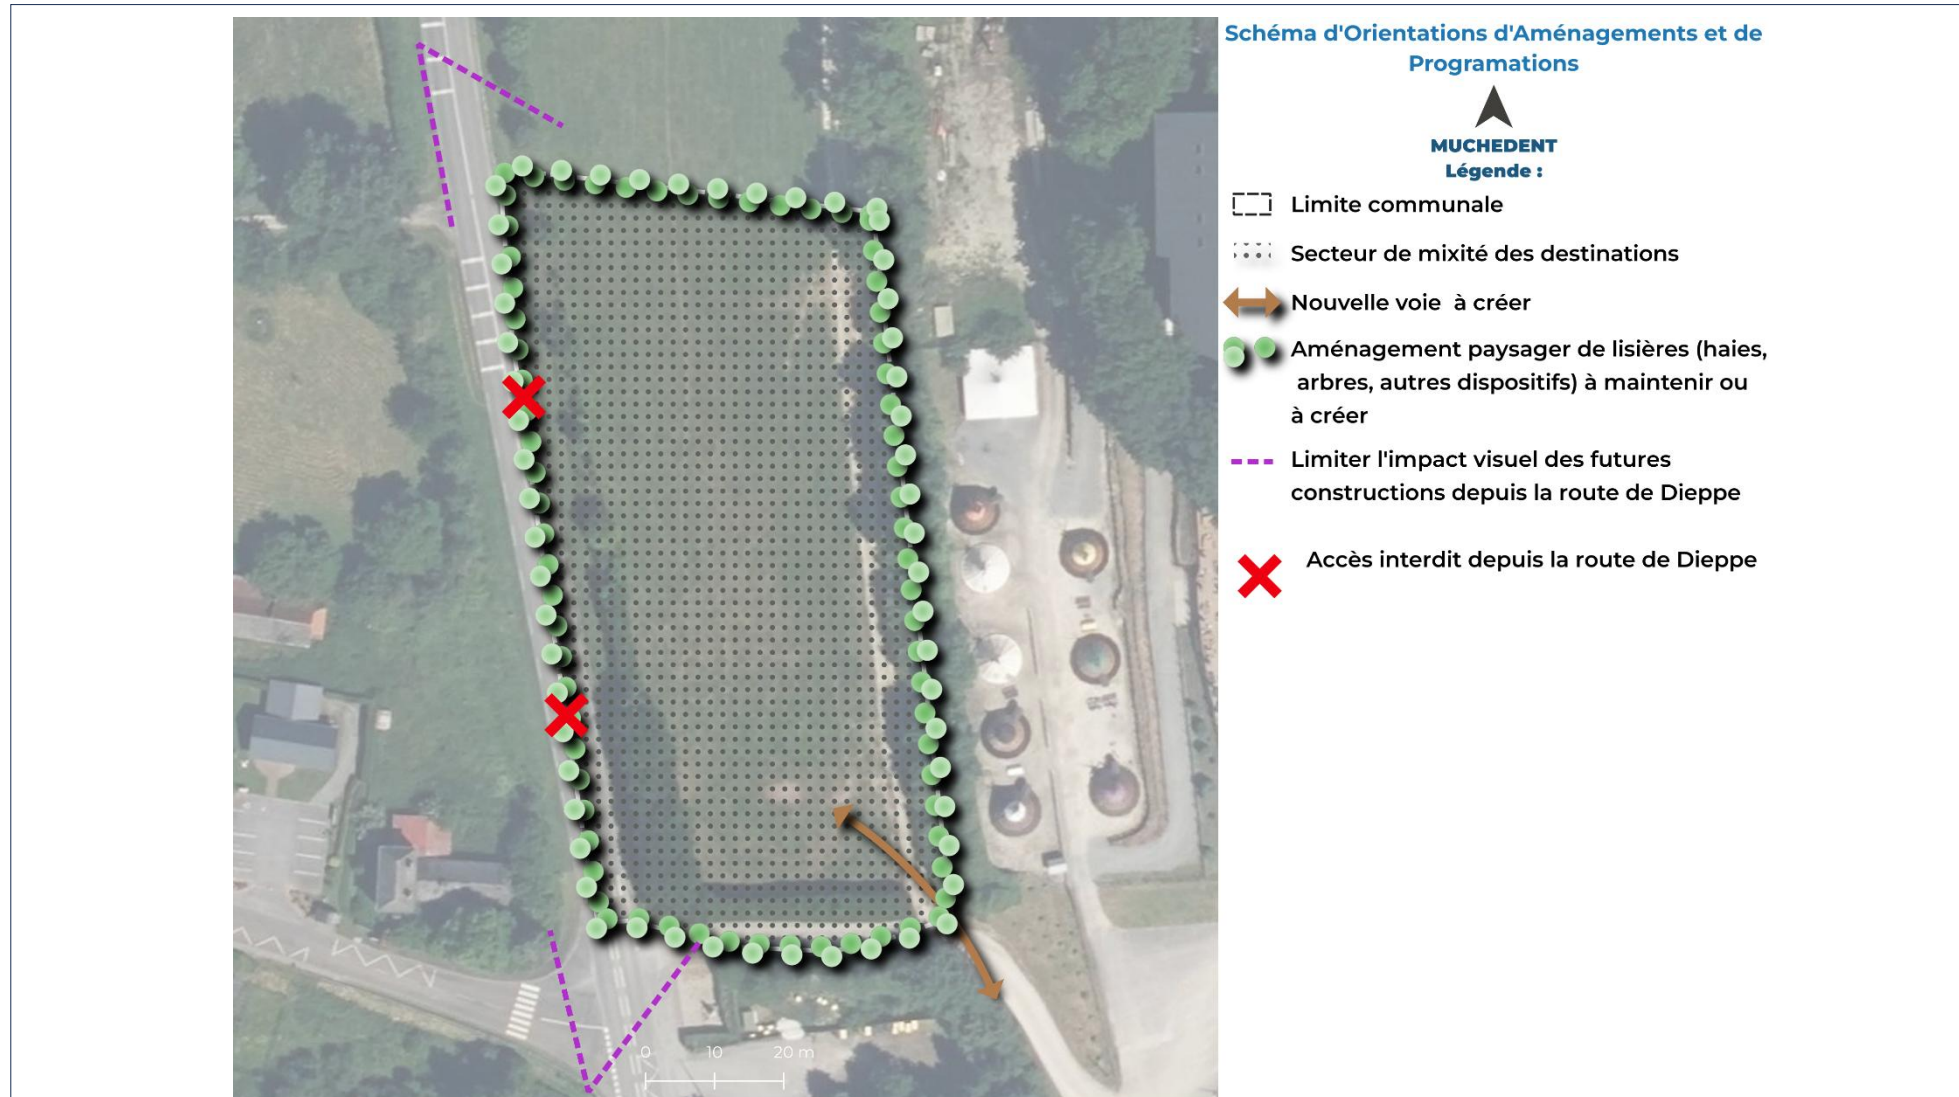 Schéma d'Orientations d'Aménagements et de
Programations
MUCHEDENT
Légende :
Limite communale
Secteur de mixité des destinations
Nouvelle voie à créer
Aménagement paysager de lisières (haies,
arbres, autres dispositifs) à maintenir ou
à créer
Limiter l'impact visuel des futures
constructions depuis la route de Dieppe
Accès interdit depuis la route de Dieppe
0 10 20 m